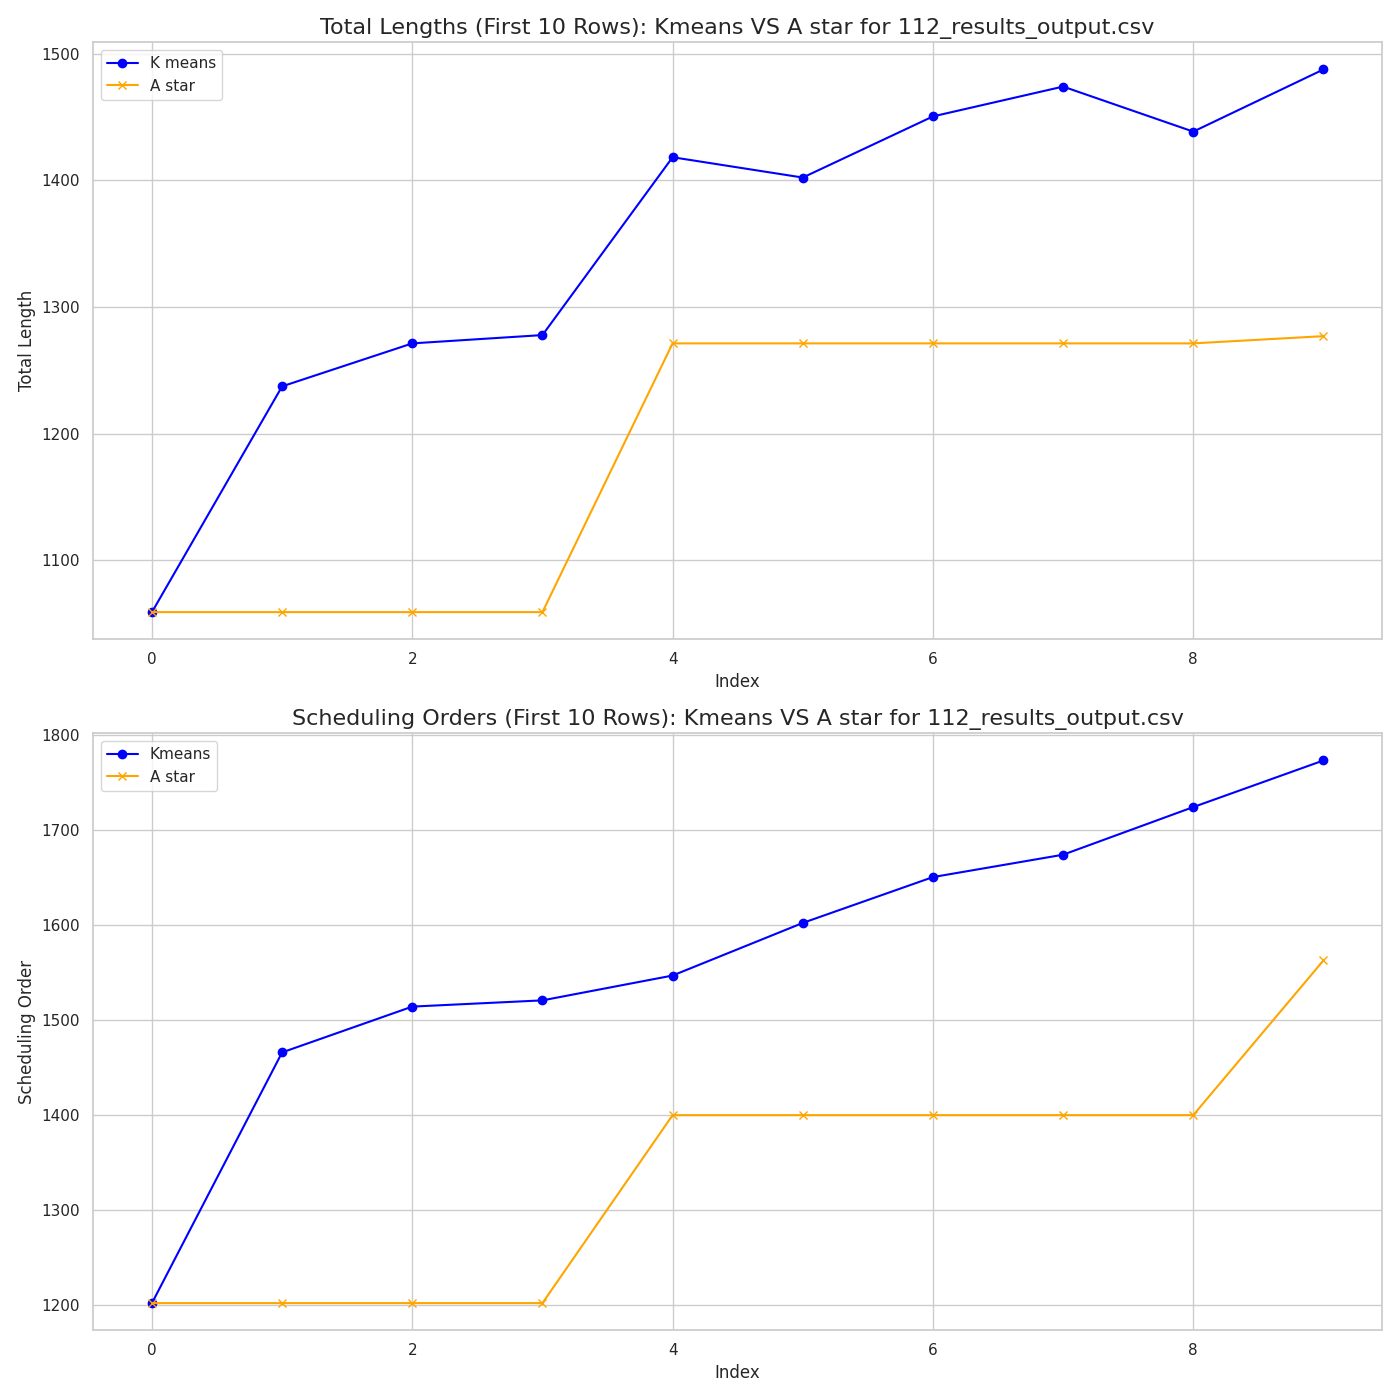 Total Lengths (First 10 Rows): Kmeans VS A star for 112_results_output.csv
K means
A star
1500
1400
1300
1200
1100
Total Length
0 2 4 6 8
Index
Scheduling Orders (First 10 Rows): Kmeans VS A star for 112_results_output.csv
Kmeans
A star
1800
1700
1600
1500
1400
1300
1200
Scheduling Order
0 2 4 6 8
Index